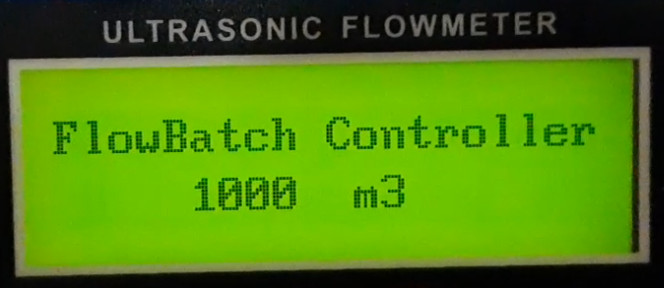 ULTRASONIC FLOWMETER
FlowBatch Controller
1000 m3